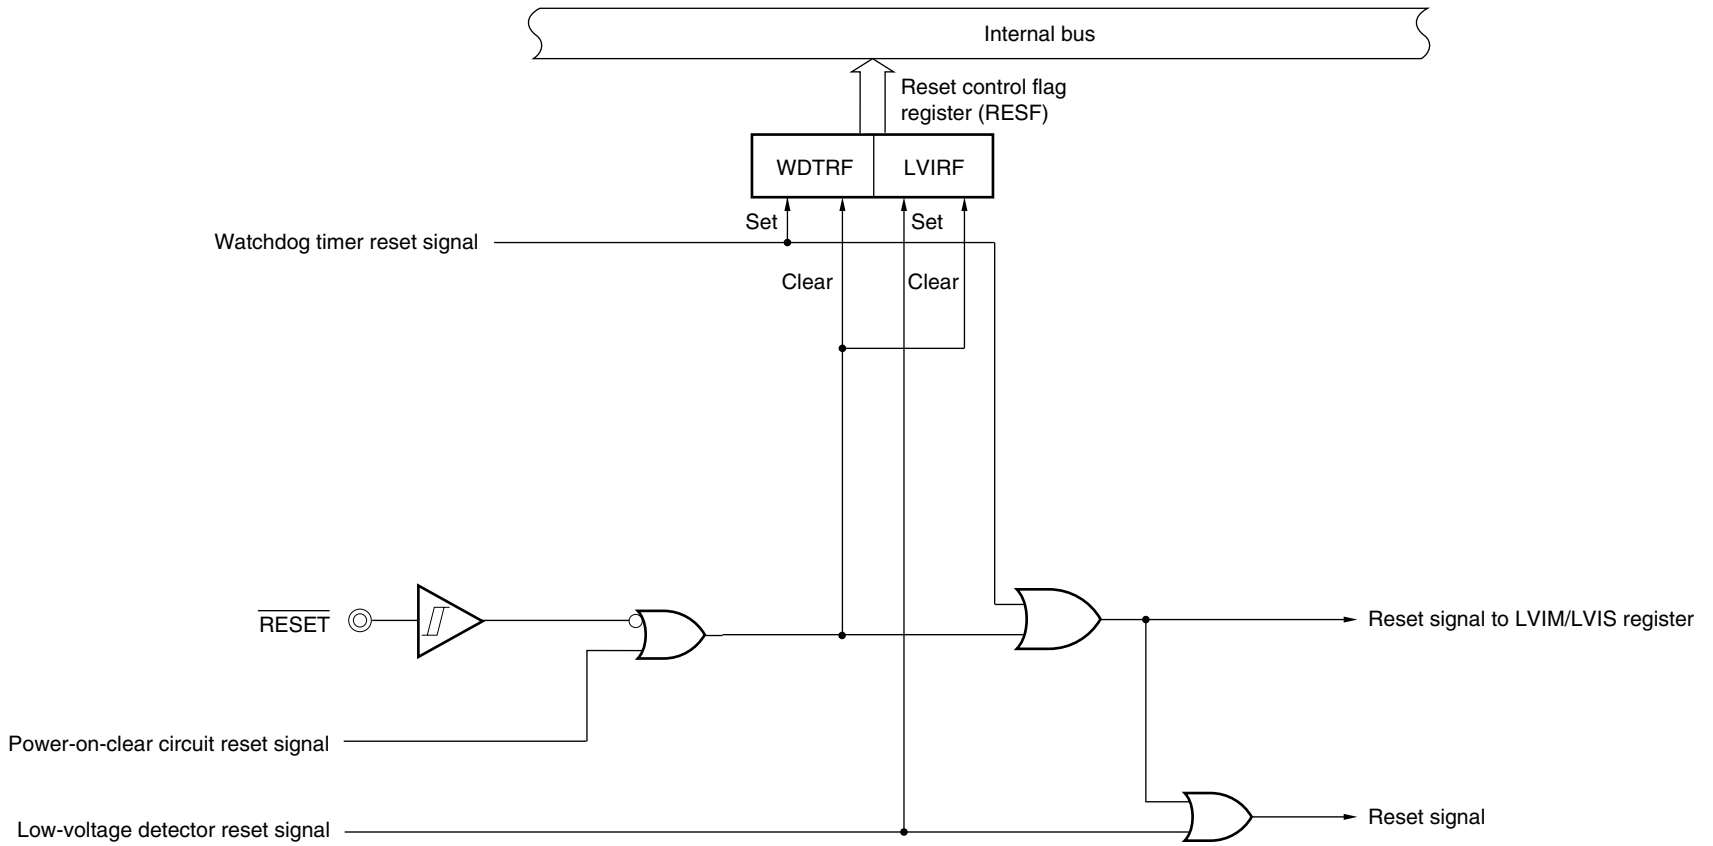 Internal bus
Reset control flag
register (RESF)
WDTRF
LVIRF
Set
Set
Watchdog timer reset signal
Clear
Clear
RESET
Reset signal to LVIM/LVIS register
Power-on-clear circuit reset signal
Low-voltage detector reset signal
Reset signal